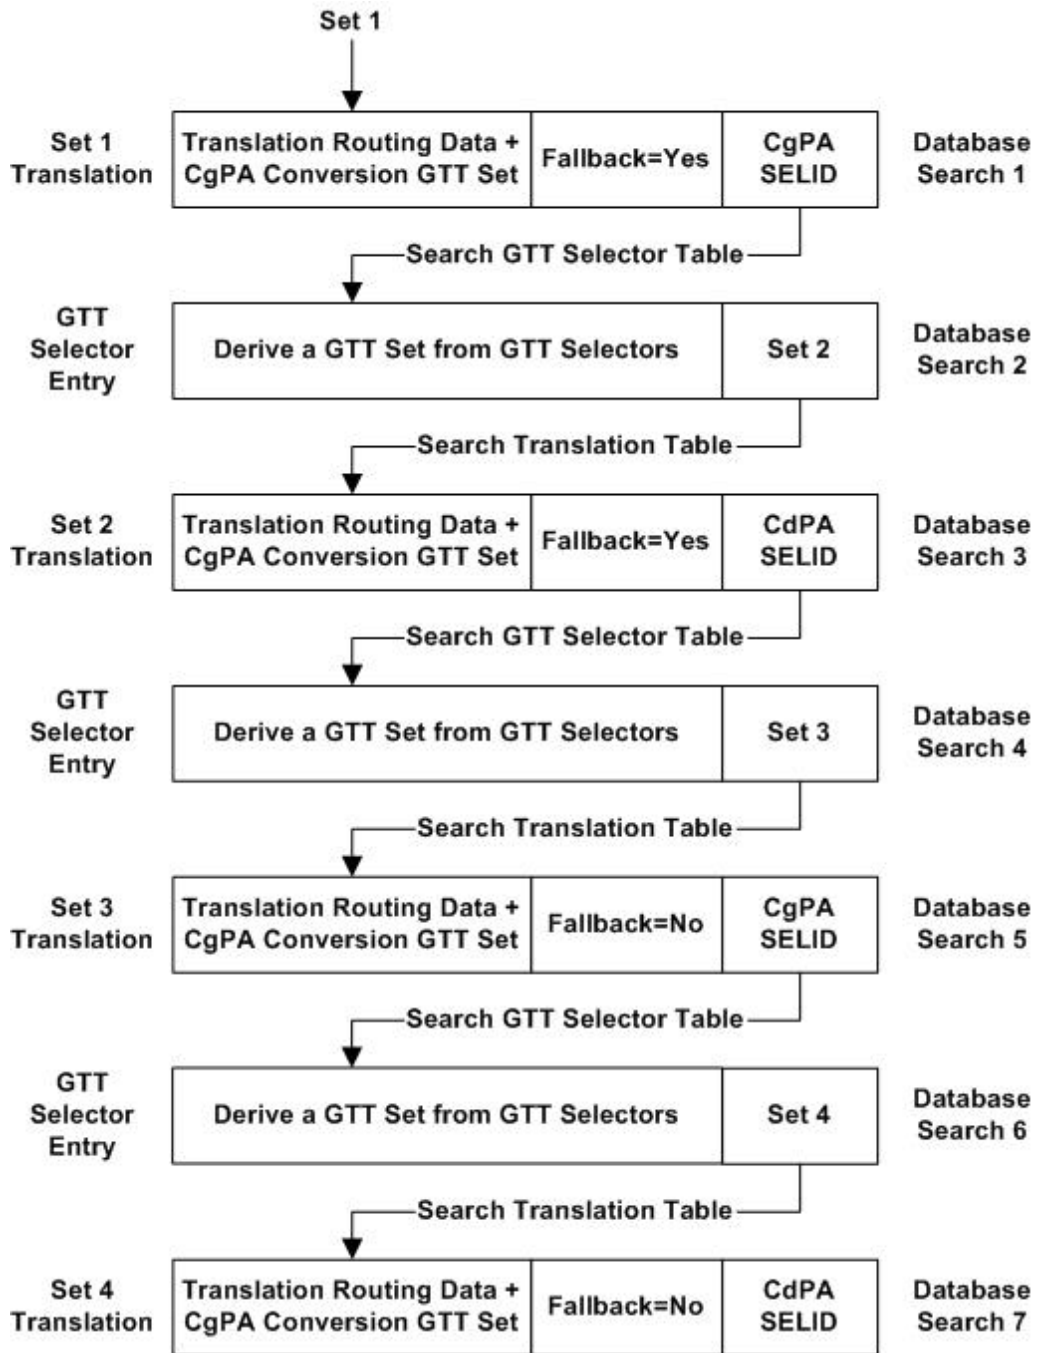 Set 1
Set 1
Translation
Translation Routing Data +
CgPA Conversion GTT Set
Fallback=Yes
CgPA
SELID
Database
Search 1
Search GTT Selector Table
GTT
Selector
Entry
Derive a GTT Set from GTT Selectors
Set 2
Database
Search 2
Search Translation Table
Set 2
Translation
Translation Routing Data +
CgPA Conversion GTT Set
Fallback=Yes
CdPA
SELID
Database
Search 3
Search GTT Selector Table
GTT
Selector
Entry
Derive a GTT Set from GTT Selectors
Set 3
Database
Search 4
Search Translation Table
Set 3
Translation
Translation Routing Data +
CgPA Conversion GTT Set
Fallback=No
CgPA
SELID
Database
Search 5
Search GTT Selector Table
GTT
Selector
Entry
Derive a GTT Set from GTT Selectors
Set 4
Database
Search 6
Search Translation Table
Set 4
Translation
Translation Routing Data +
CgPA Conversion GTT Set
Fallback=No
CdPA
SELID
Database
Search 7